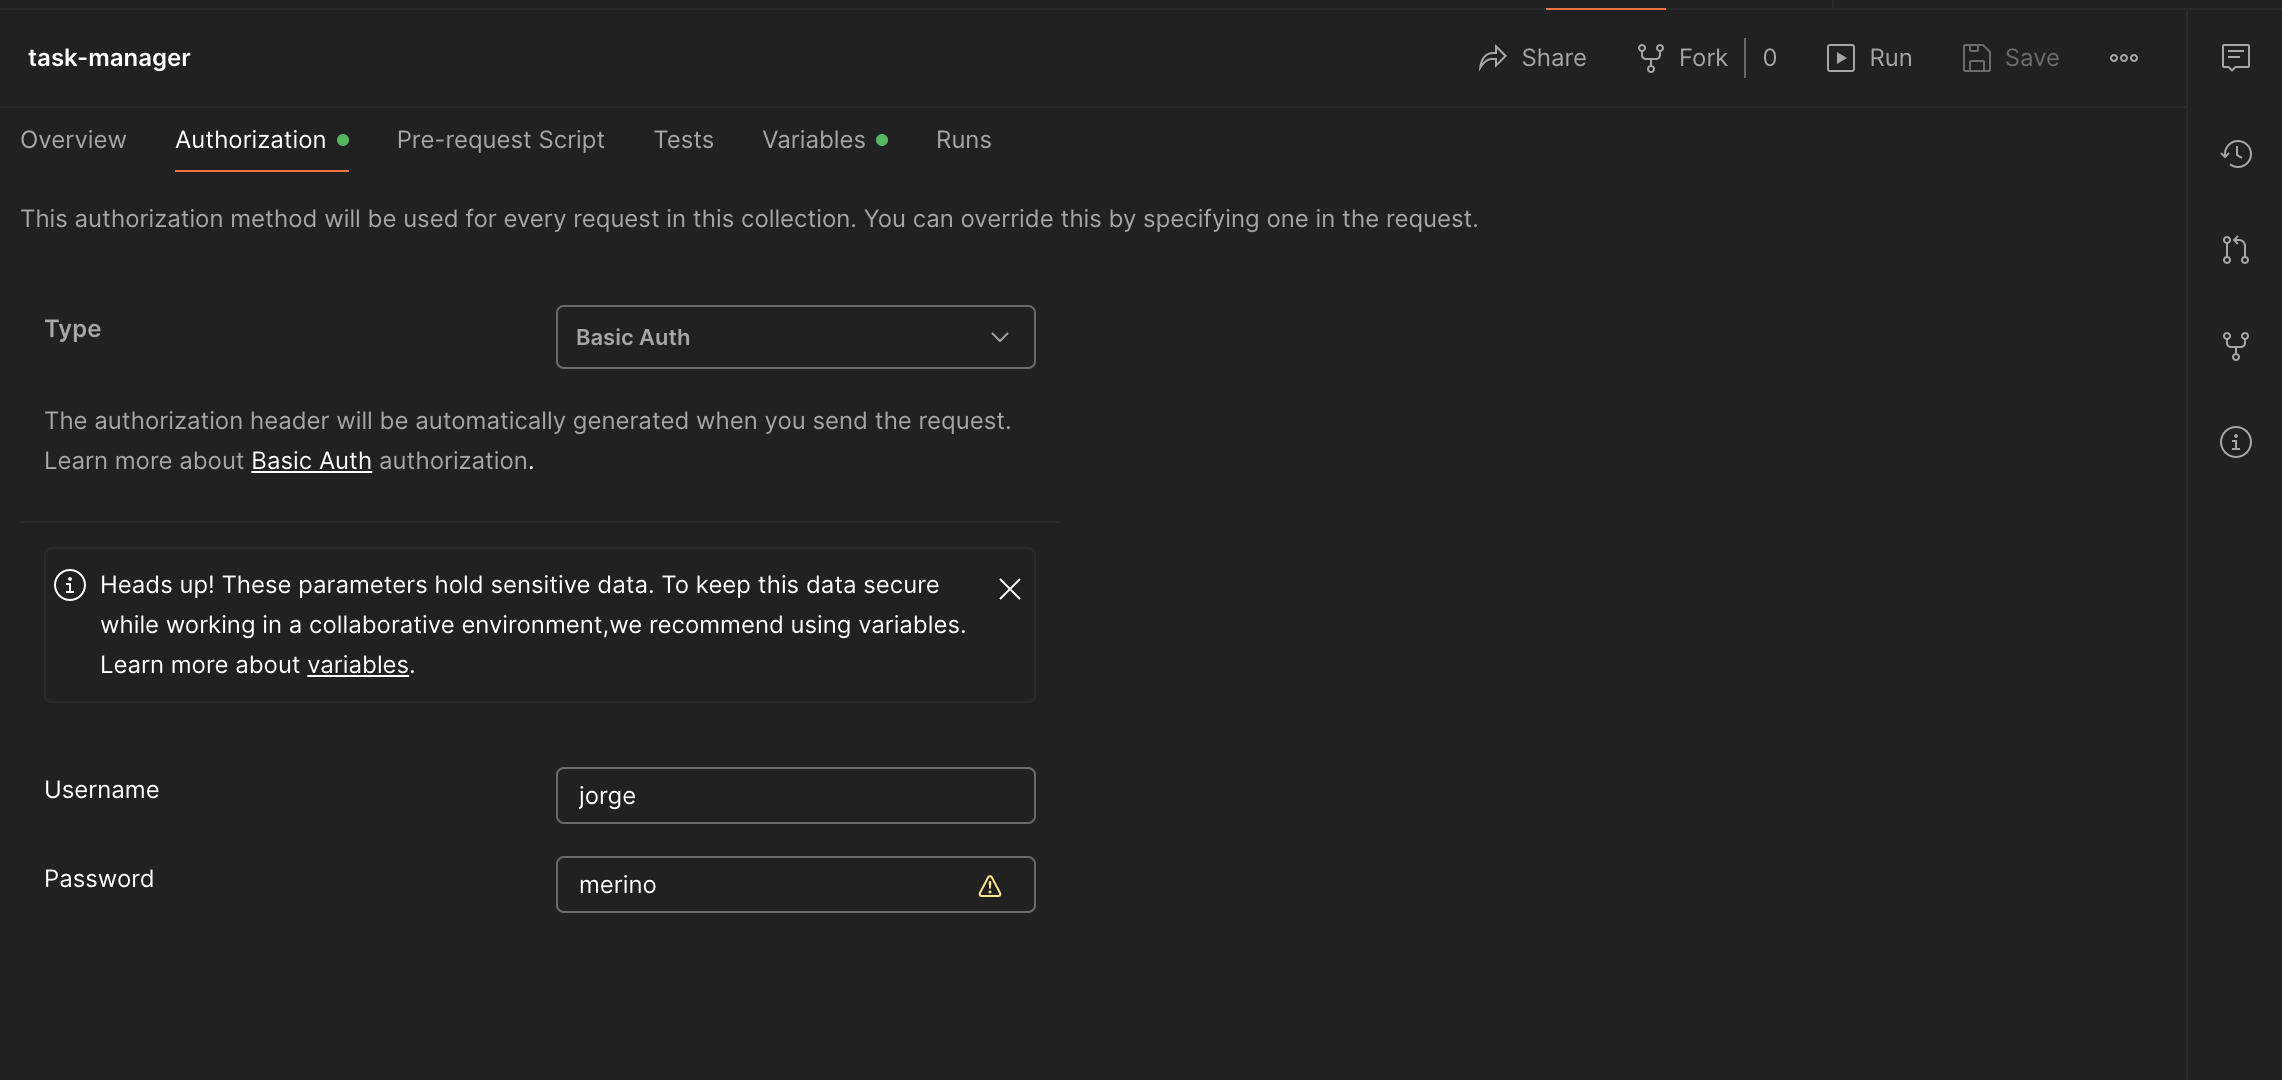 task-manager
Share
Fork
0
Run
Save
Overview
Authorization
Pre-request Script
Tests
Variables
Runs
This authorization method will be used for every request in this collection. You can override this by specifying one in the request.
Type
Basic Auth
The authorization header will be automatically generated when you send the request.
Learn more about Basic Auth authorization.
Heads up! These parameters hold sensitive data. To keep this data secure
while working in a collaborative environment,we recommend using variables.
Learn more about variables.
Username
jorge
Password
merino